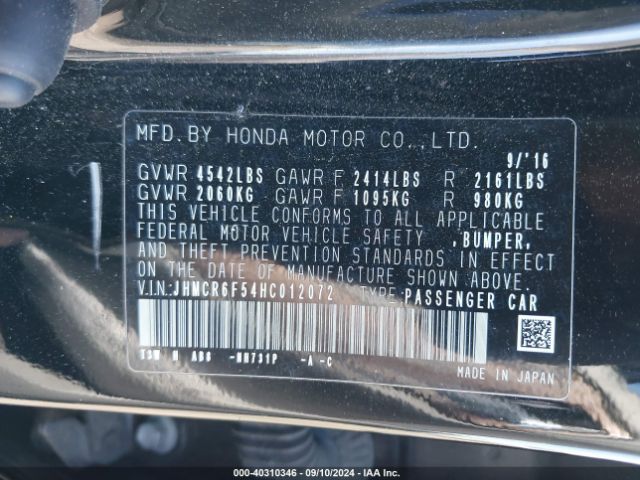 MFD. BY HONDA MOTOR CO., LTD.
9/'16
GVWR 4542LBS GAWR F 2414LBS R 2161LBS
GVWR 2060KG GAWR F 1095KG R 980KG
THIS VEHICLE CONFORMS TO ALL APPLICABLE
FEDERAL MOTOR VEHICLE SAFETY ,BUMPER,
AND THEFT PREVENTION STANDARDS IN EFFECT
ON THE DATE OF MANUFACTURE SHOWN ABOVE.
V.I.N: JHMCR6F54HC012072 TYPE: PASSENGER CAR
ABS -NH731P -A -C
MADE IN JAPAN
000-40310346 - 09/10/2024 - IAA Inc.